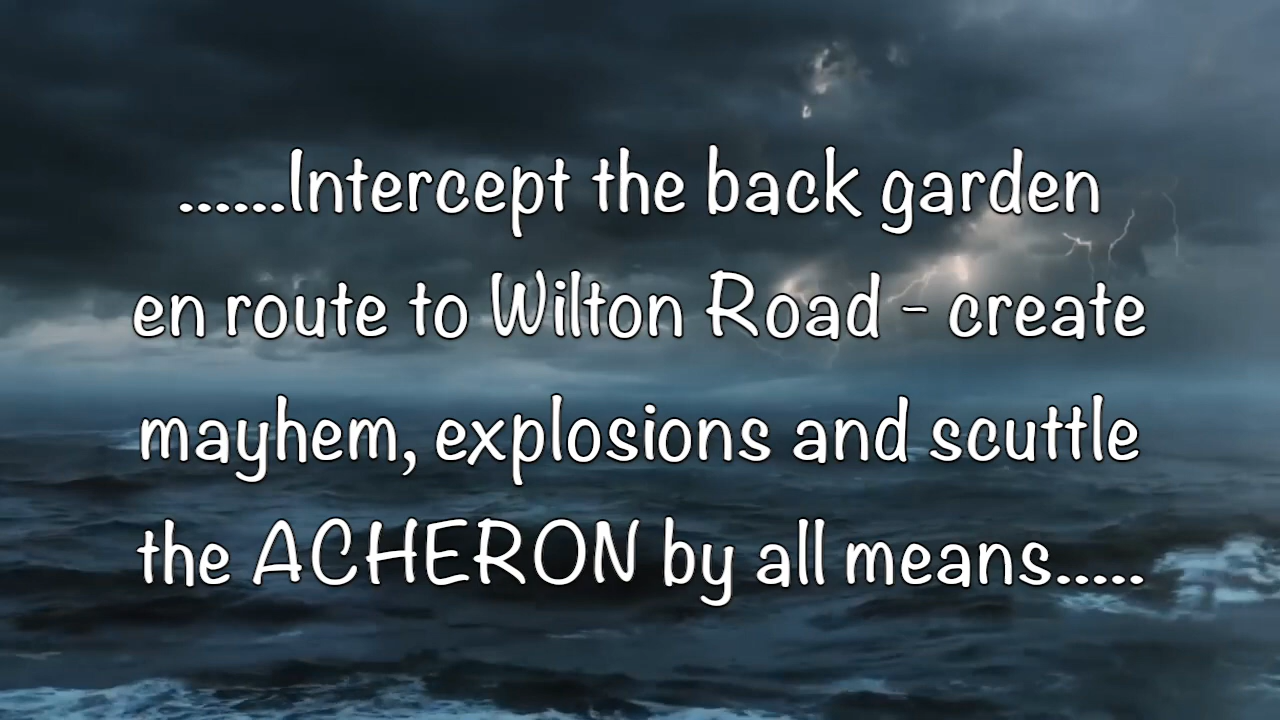 ......Intercept the back garden
en route to Wilton Road - create
mayhem, explosions and scuttle
the ACHERON by all means.....